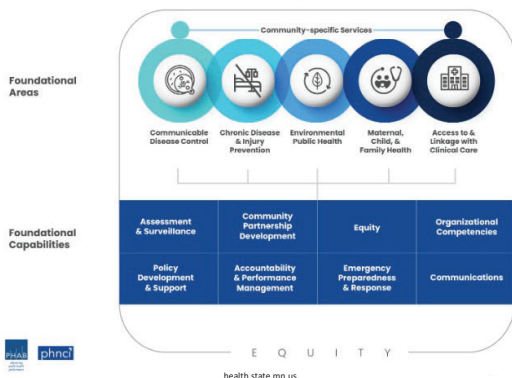 Community-specific Services
Foundational
Areas
Communicable
Disease Control
Chronic Disease
& Injury
Prevention
Environmental
Public Health
Maternal,
Child, &
Family Health
Access to &
Linkage with
Clinical Care
Foundational
Capabilities
Assessment
& Surveillance
Community
Partnership
Development
Equity
Organizational
Competencies
Policy
Development
& Support
Accountability
& Performance
Management
Emergency
Preparedness
& Response
Communications
PHAB
phnci
E Q U I T Y
health.state.mn.us